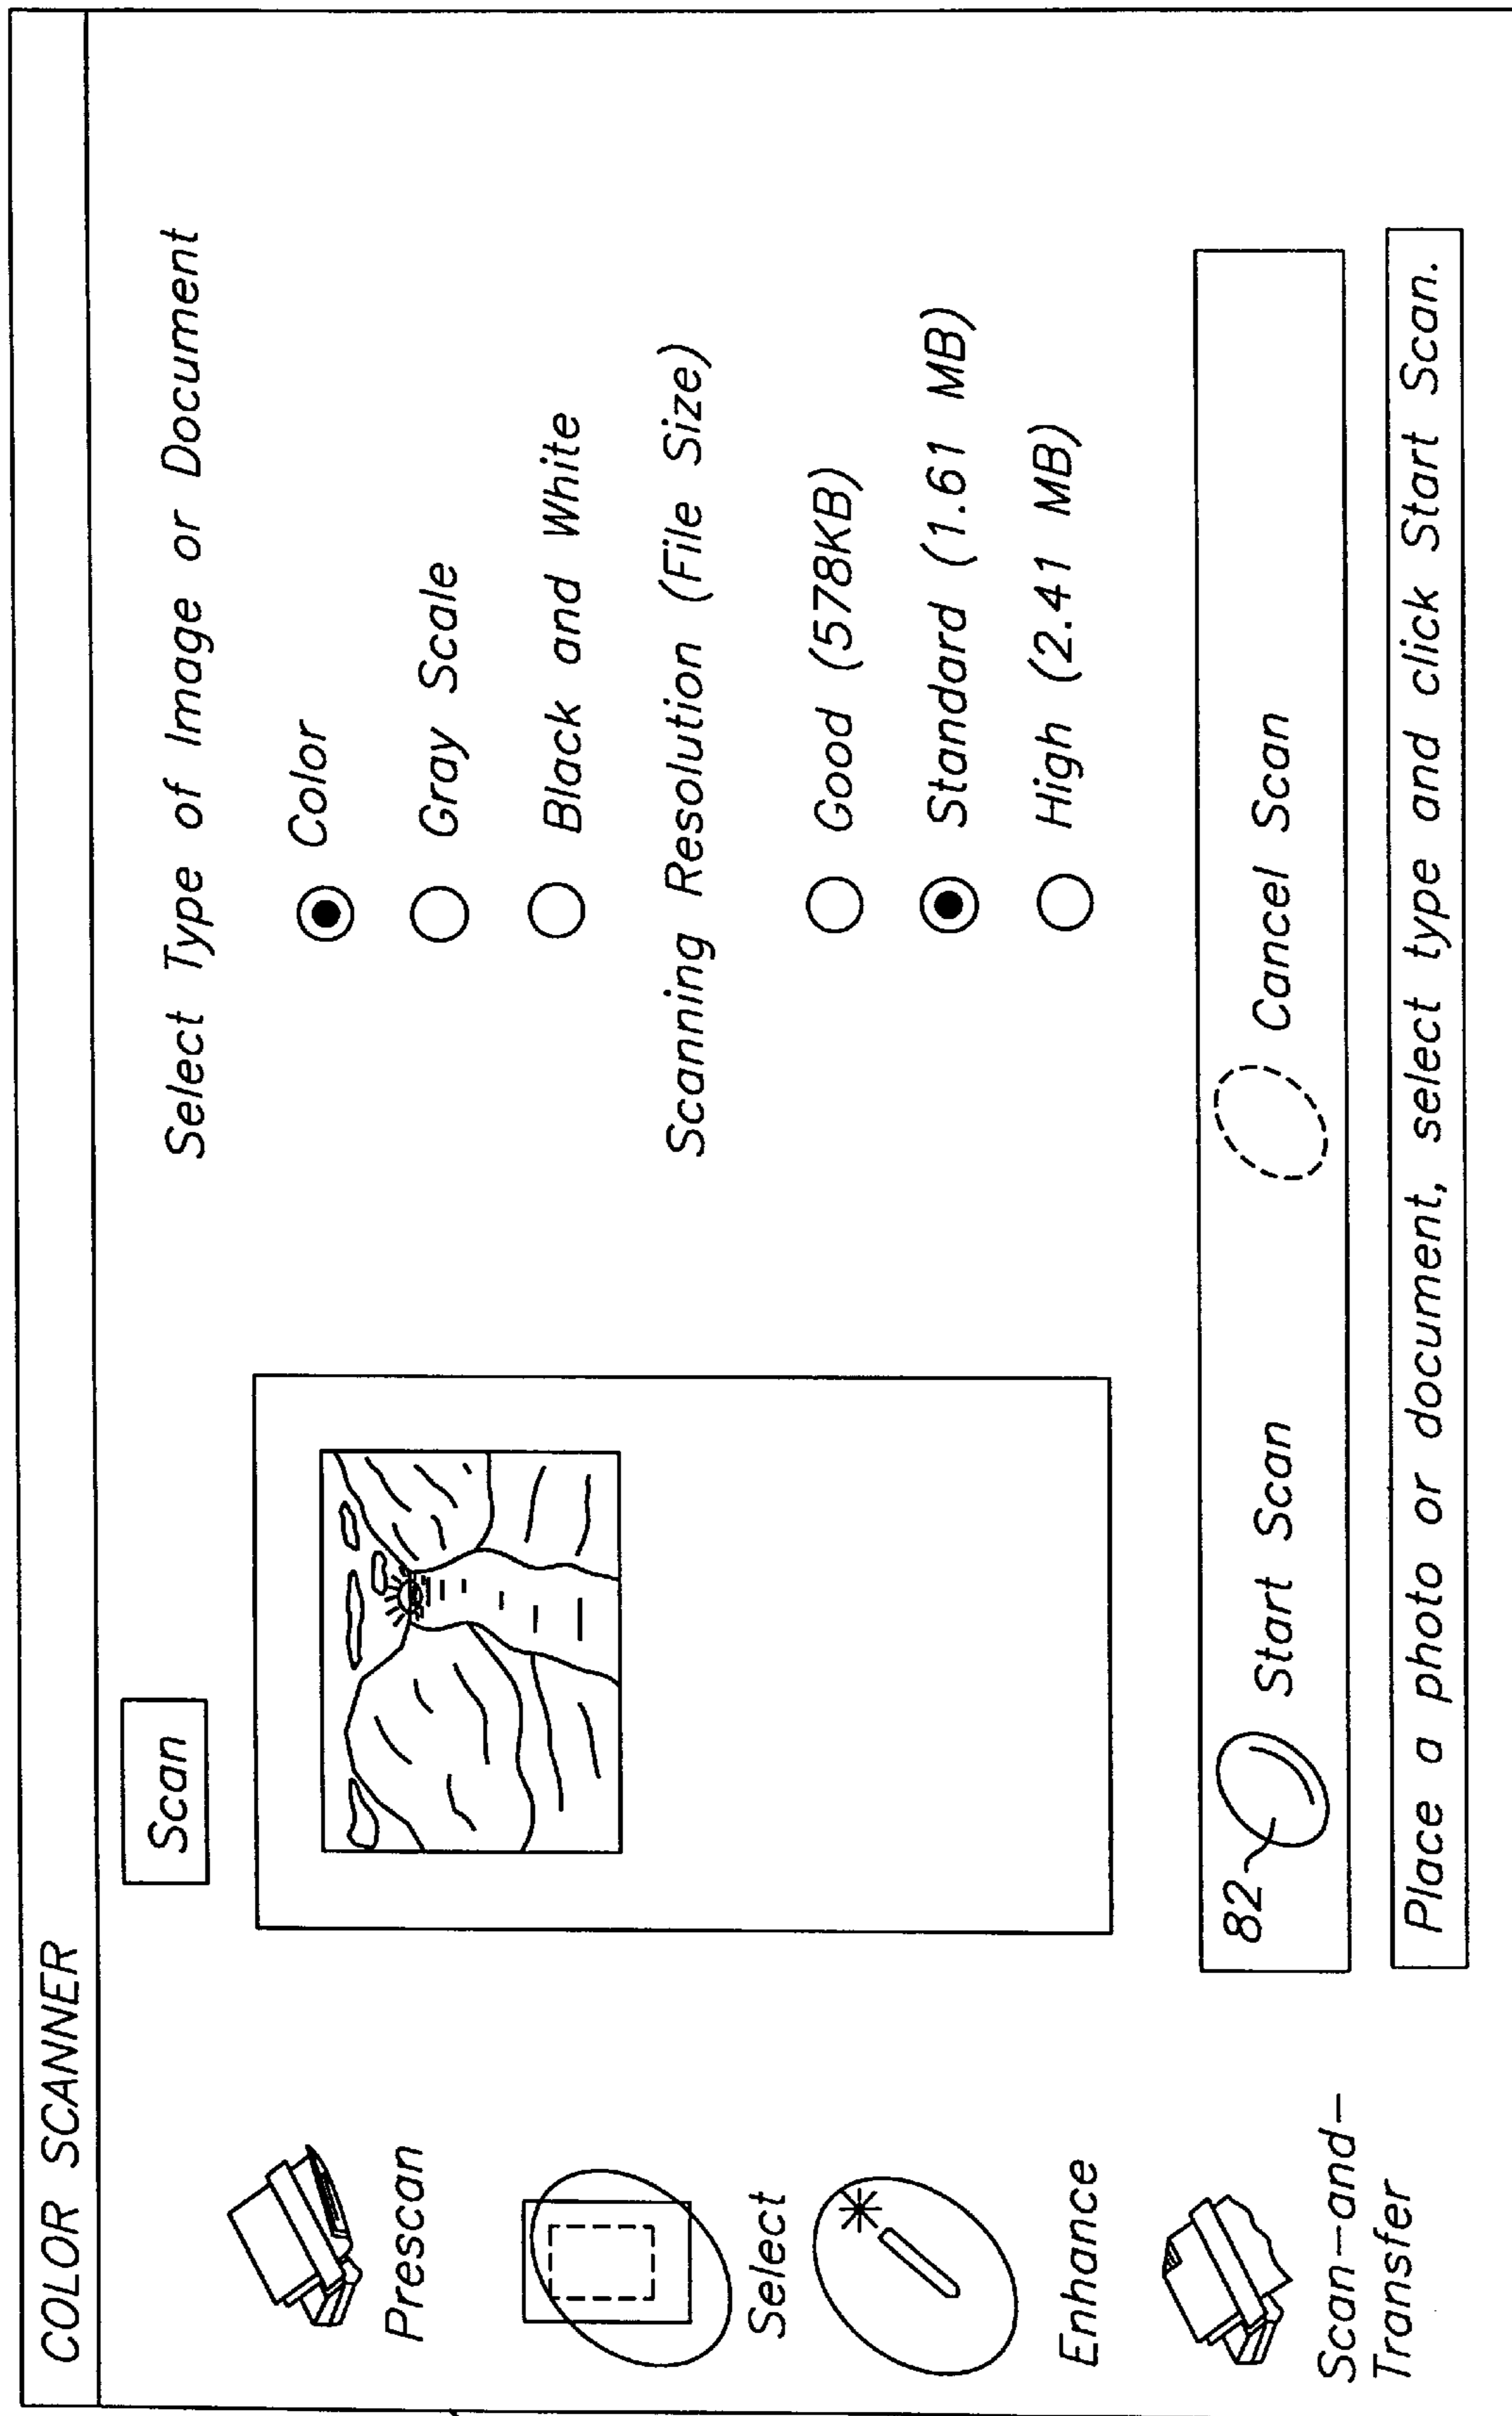 COLOR SCANNER
Prescan
Select
Enhance
Scan-and-
Transfer
Scan
Select Type of Image or Document
Color
Gray Scale
Black and White
Scanning Resolution (File Size)
Good (578KB)
Standard (1.61 MB)
High (2.41 MB)
82 Start Scan Cancel Scan
Place a photo or document, select type and click Start Scan.